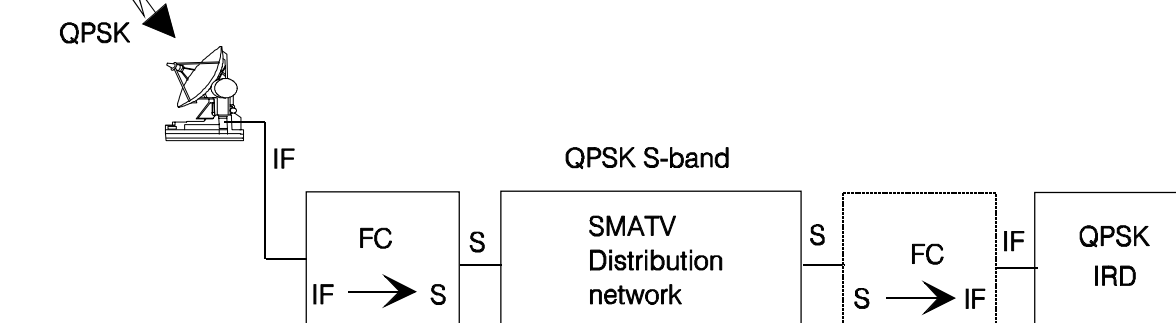 QPSK
IF
QPSK S-band
FC
IF S
S
SMATV
Distribution
network
S
FC
S IF
IF
QPSK
IRD